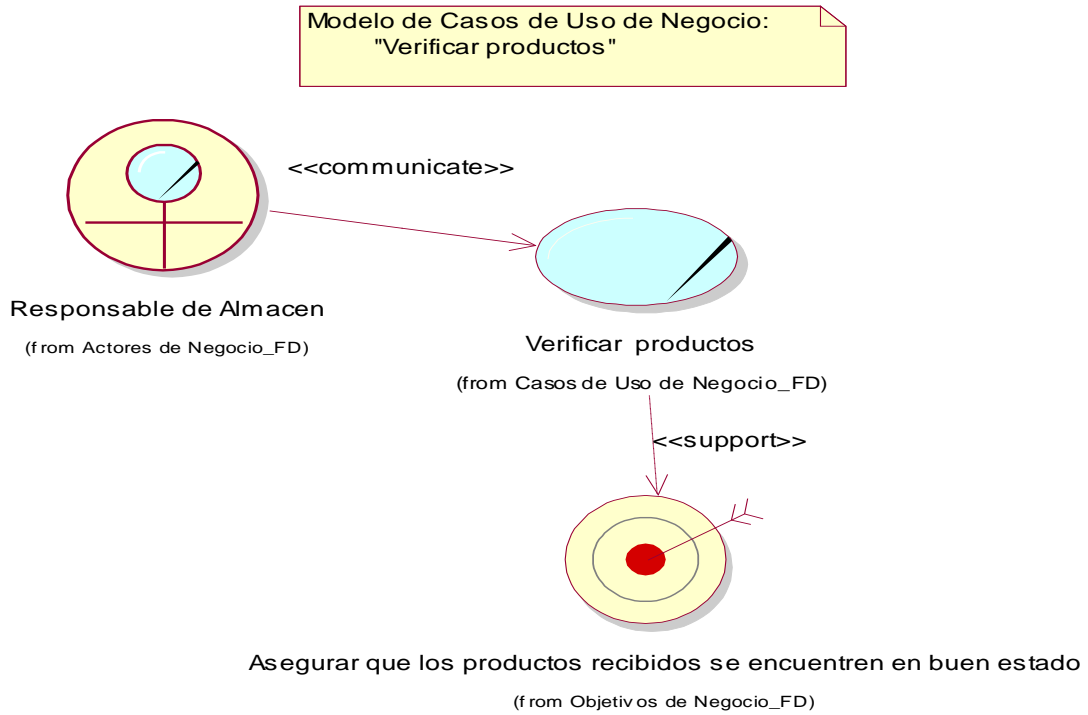 Modelo de Casos de Uso de Negocio:
"Verificar productos"
<<communicate>>
Responsable de Almacen
(from Actores de Negocio_FD)
Verificar productos
(from Casos de Uso de Negocio_FD)
<<support>>
Asegurar que los productos recibidos se encuentren en buen estado
(from Objetivos de Negocio_FD)